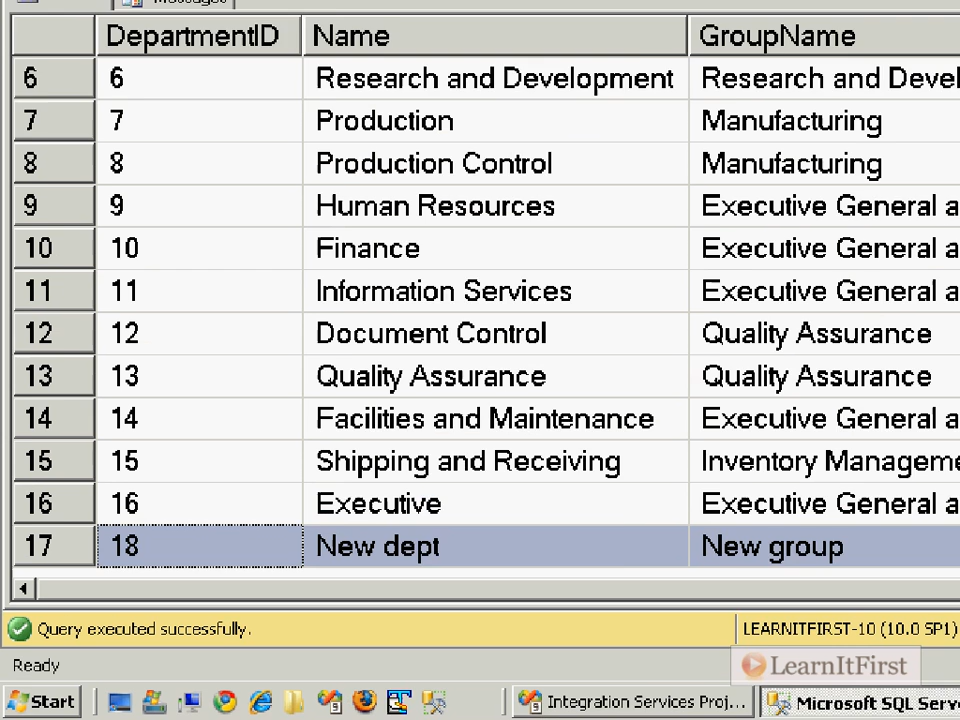 Messages
DepartmentID Name GroupName
6 6 Research and Development Research and Devel
7 7 Production Manufacturing
8 8 Production Control Manufacturing
9 9 Human Resources Executive General a
10 10 Finance Executive General a
11 11 Information Services Executive General a
12 12 Document Control Quality Assurance
13 13 Quality Assurance Quality Assurance
14 14 Facilities and Maintenance Executive General a
15 15 Shipping and Receiving Inventory Manageme
16 16 Executive Executive General a
17 18 New dept New group
Query executed successfully. LEARNITFIRST-10 (10.0 SP1)
Ready
LearnItFirst
Start Integration Services Proj... Microsoft SQL Serve